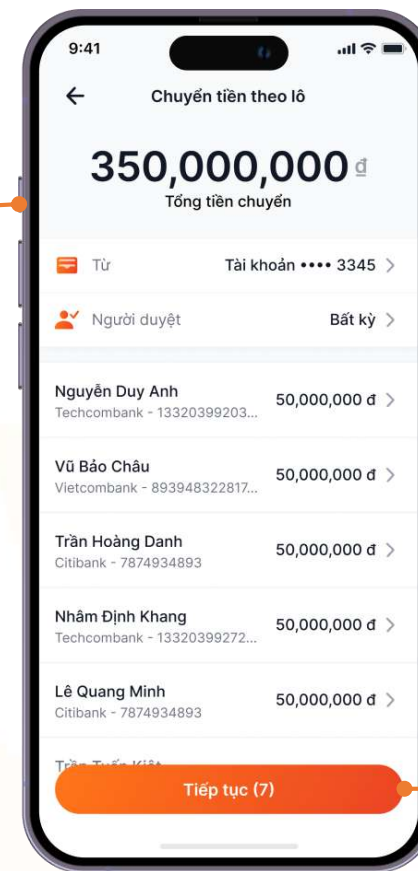 9:41
Chuyển tiền theo lô
350,000,000 đ
Tổng tiền chuyển
Từ Tài khoản •••• 3345
Người duyệt Bất kỳ
Nguyễn Duy Anh
50,000,000 đ
Techcombank - 13320399203...
Vũ Bảo Châu
50,000,000 đ
Vietcombank - 893948322817...
Trần Hoàng Danh
50,000,000 đ
Citibank - 7874934893
Nhâm Định Khang
50,000,000 đ
Techcombank - 13320399272...
Lê Quang Minh
50,000,000 đ
Citibank - 7874934893
Trần Tuấn Kiệt
Tiếp tục (7)